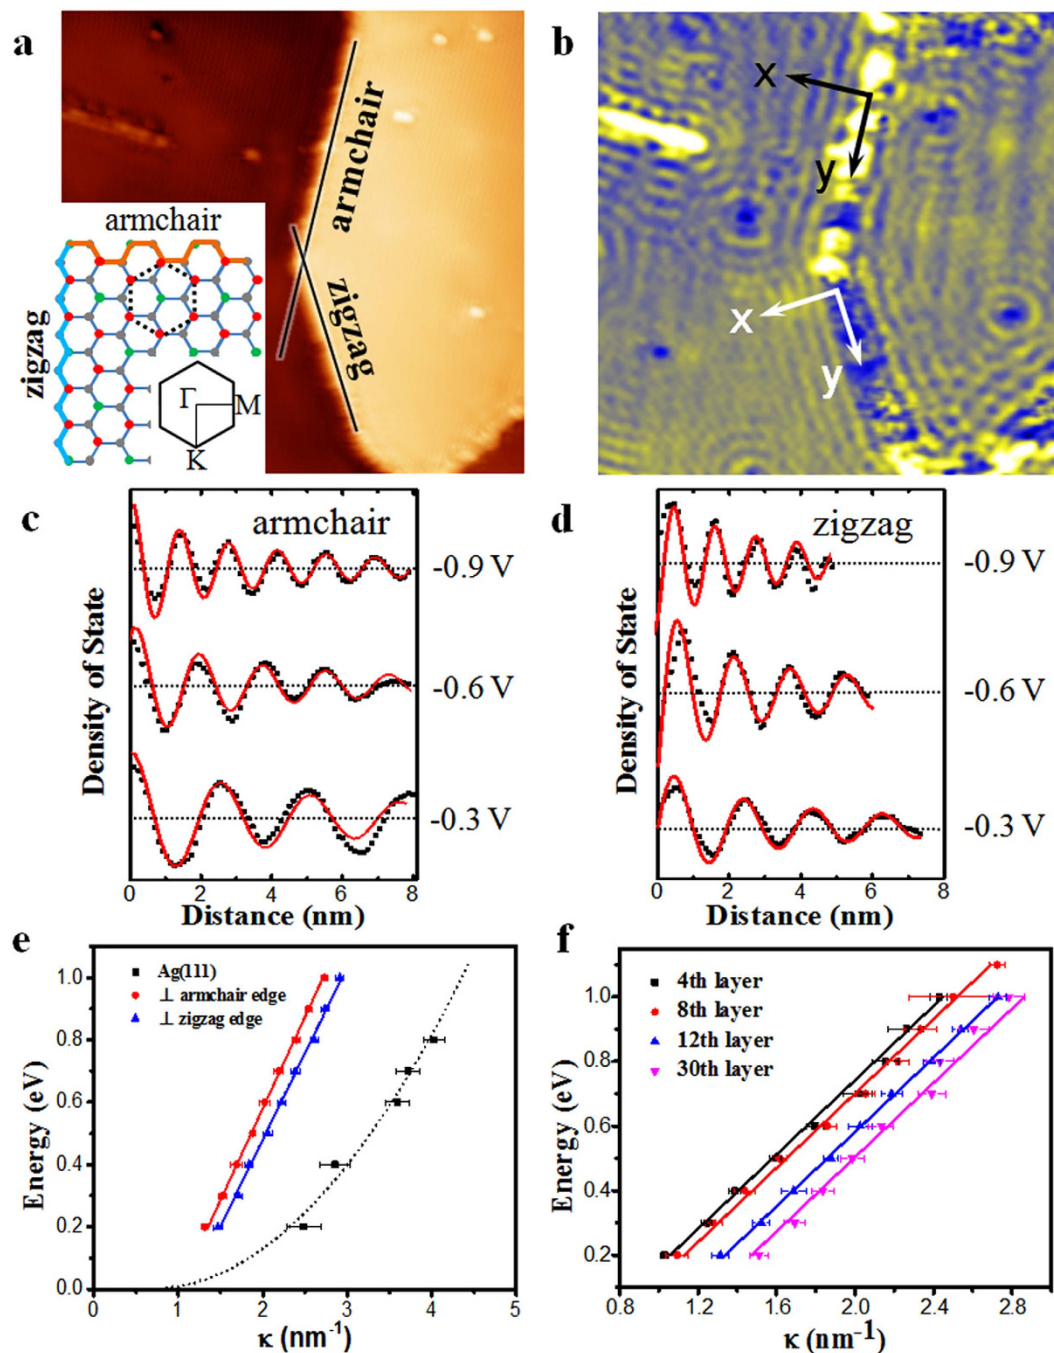 a
armchair
zigzag
armchair
zigzag
Γ
M
K
b
x
y
x
y
c
armchair
-0.9 V
-0.6 V
-0.3 V
Density of State
0 2 4 6 8
Distance (nm)
d
zigzag
-0.9 V
-0.6 V
-0.3 V
Density of State
0 2 4 6 8
Distance (nm)
e
Ag(111)
⊥ armchair edge
⊥ zigzag edge
Energy (eV)
1.0
0.8
0.6
0.4
0.2
0.0
0 1 2 3 4 5
κ (nm⁻¹)
f
4th layer
8th layer
12th layer
30th layer
Energy (eV)
1.0
0.8
0.6
0.4
0.2
0.8 1.2 1.6 2.0 2.4 2.8
κ (nm⁻¹)